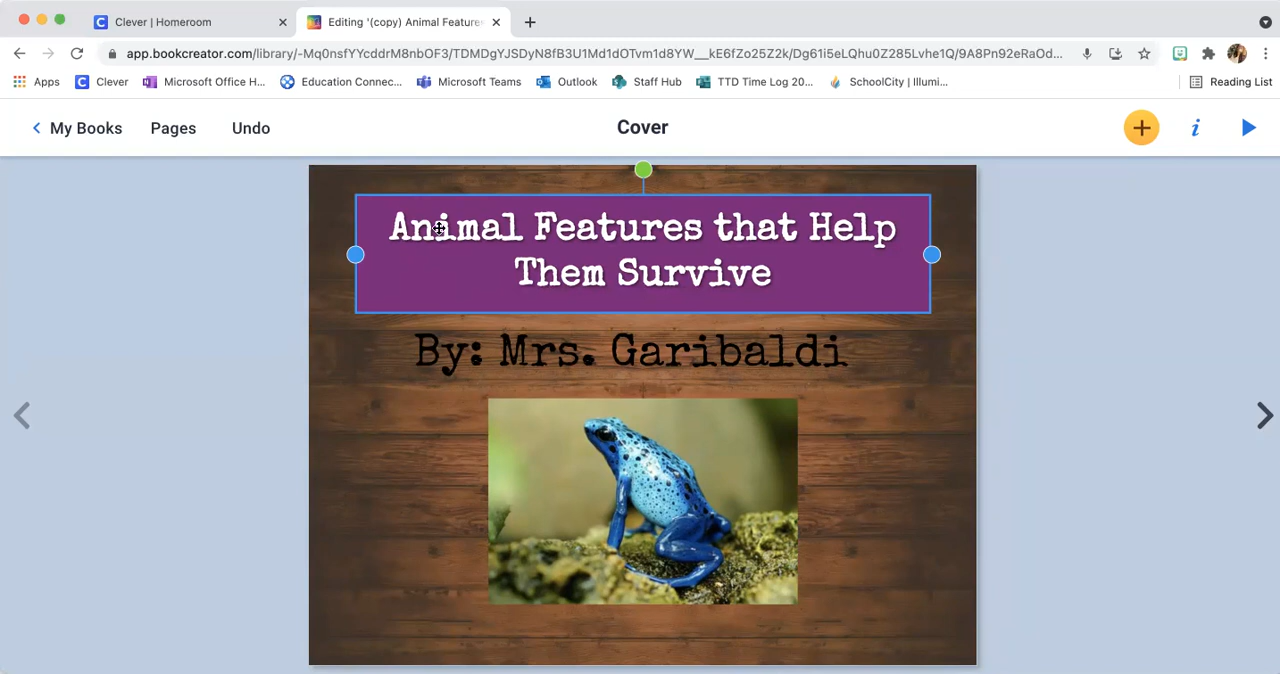 Clever | Homeroom
Editing '(copy) Animal Feature
app.bookcreator.com/library/-Mq0nsfYYcddrM8nbOF3/TDMDgYJSDyN8fB3U1Md1dOTvm1d8YW__kE6fZo25Z2k/Dg61i5eLQhu0Z285Lvhe1Q/9A8Pn92eRaOd...
Apps Clever Microsoft Office H... Education Connec... Microsoft Teams Outlook Staff Hub TTD Time Log 20... SchoolCity | Illumi... Reading List
My Books Pages Undo Cover
Animal Features that Help
Them Survive
By: Mrs. Garibaldi